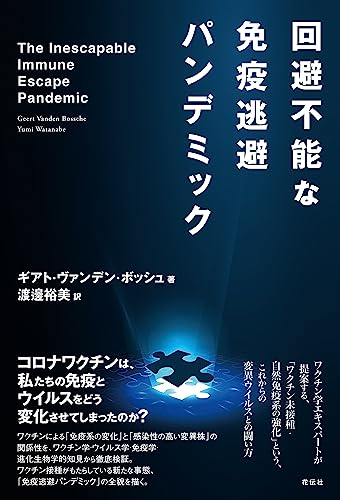 The Inescapable
Immune
Escape
Pandemic
Geert Vanden Bossche
Yumi Watanabe
回避不能な
免疫逃避
パンデミック
ギアト・ヴァンデン・ボッシュ 著
渡邊裕美 訳
ワクチン学エキスパートが
提案する、
「ワクチン未接種・
自然免疫系の強化」という、
これからの
変異ウイルスとの闘い方
コロナワクチンは、
私たちの免疫と
ウイルスをどう
変化させてしまったのか?
ワクチンによる「免疫系の変化」と「感染性の高い変異株」の
関係性を、ワクチン学・ウイルス学・免疫学・
進化生物学的知見から徹底検証。
ワクチン接種がもたらしている新たな事態、
「免疫逃避パンデミック」の全貌を描く。
花伝社